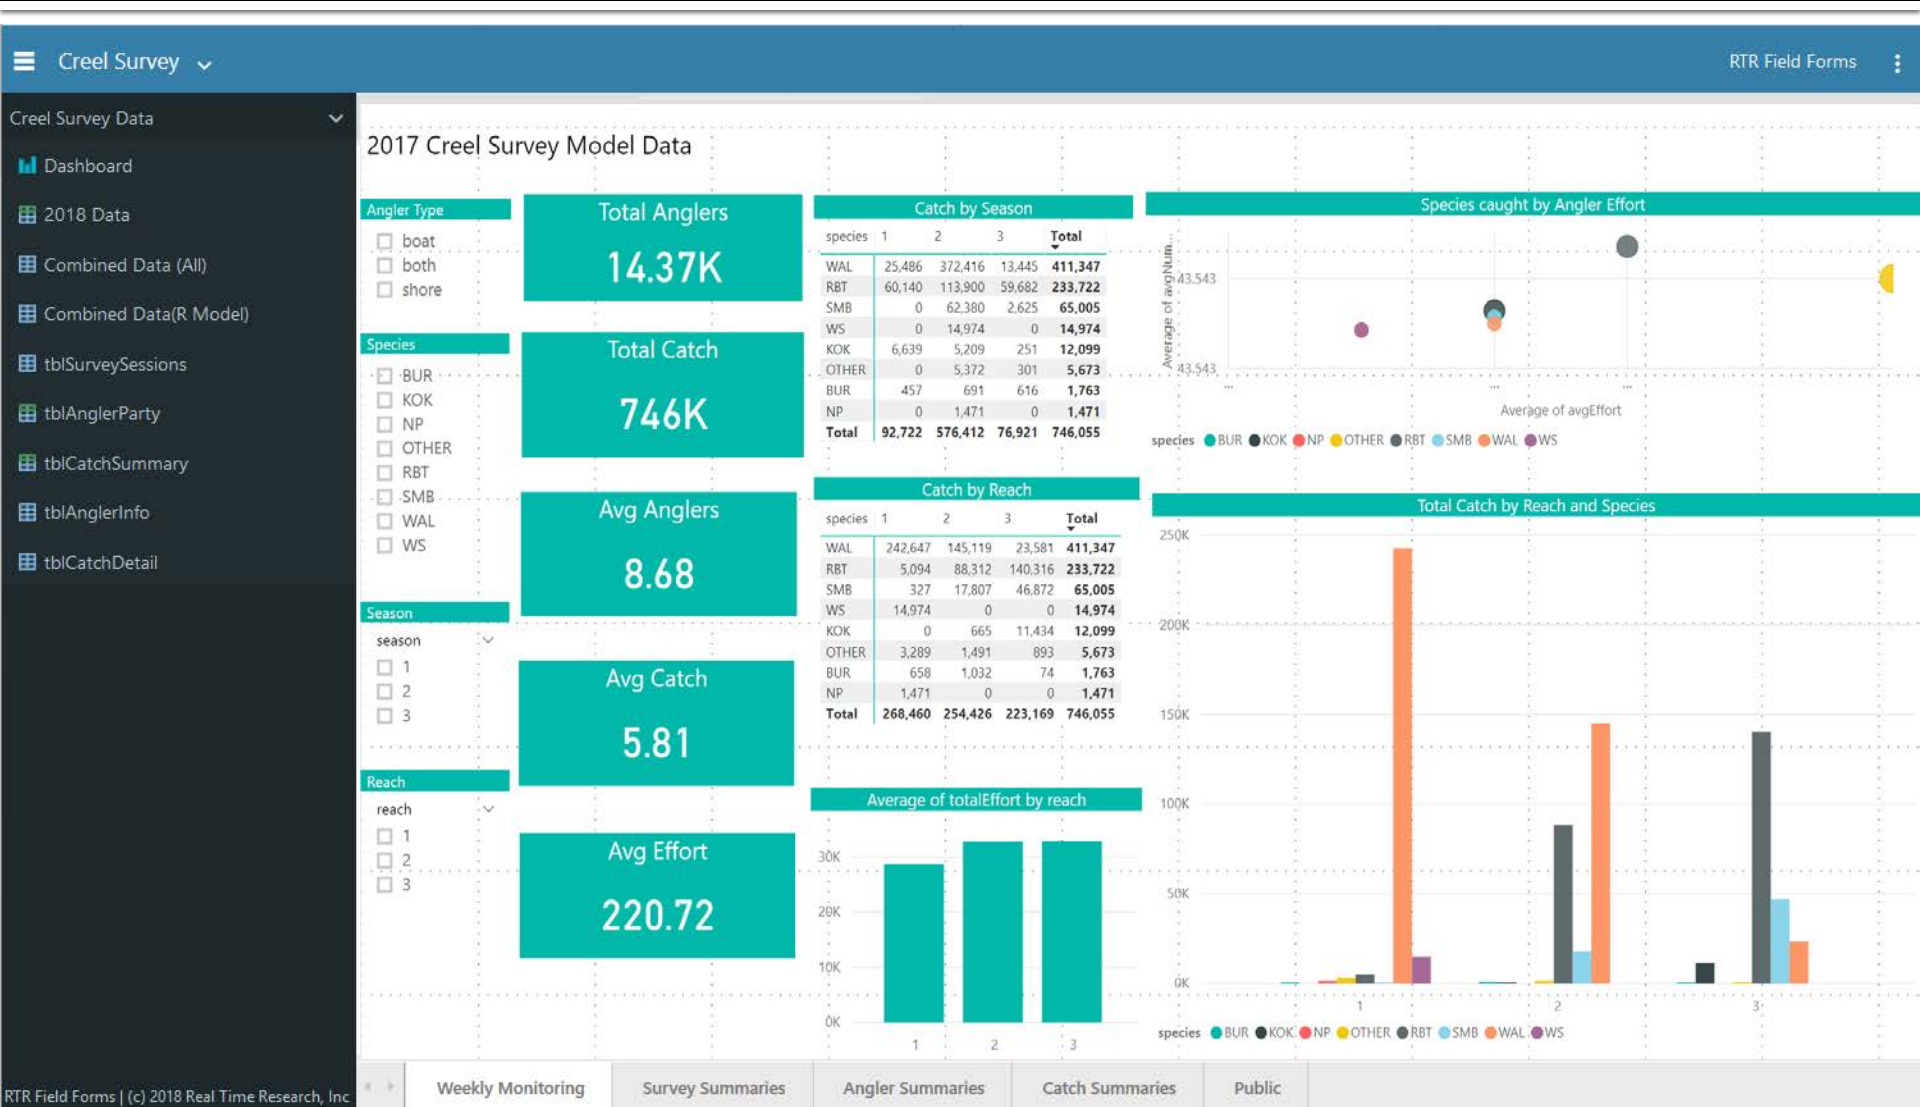 Creel Survey
RTR Field Forms
Creel Survey Data
Dashboard
2018 Data
Combined Data (All)
Combined Data(R Model)
tblSurveySessions
tblAnglerParty
tblCatchSummary
tblAnglerInfo
tblCatchDetail
RTR Field Forms | (c) 2018 Real Time Research, Inc
2017 Creel Survey Model Data
Angler Type
boat
both
shore
Species
BUR
KOK
NP
OTHER
RBT
SMB
WAL
WS
Season
season
1
2
3
Reach
reach
1
2
3
Total Anglers
14.37K
Total Catch
746K
Avg Anglers
8.68
Avg Catch
5.81
Avg Effort
220.72
Catch by Season
species 1 2 3 Total
WAL 25,486 372,416 13,445 411,347
RBT 60,140 113,900 59,682 233,722
SMB 0 62,380 2,625 65,005
WS 0 14,974 0 14,974
KOK 6,639 5,209 251 12,099
OTHER 0 5,372 301 5,673
BUR 457 691 616 1,763
NP 0 1,471 0 1,471
Total 92,722 576,412 76,921 746,055
Catch by Reach
species 1 2 3 Total
WAL 242,647 145,119 23,581 411,347
RBT 5,094 88,312 140,316 233,722
SMB 327 17,807 46,872 65,005
WS 14,974 0 0 14,974
KOK 0 665 11,434 12,099
OTHER 3,289 1,491 893 5,673
BUR 658 1,032 74 1,763
NP 1,471 0 0 1,471
Total 268,460 254,426 223,169 746,055
Average of totalEffort by reach
30K
20K
10K
0K
1 2 3
Species caught by Angler Effort
Average of avgNum...
43.543
43.543
... ... ...
Average of avgEffort
species BUR KOK NP OTHER RBT SMB WAL WS
Total Catch by Reach and Species
250K
200K
150K
100K
50K
0K
1 2 3
species BUR KOK NP OTHER RBT SMB WAL WS
Weekly Monitoring Survey Summaries Angler Summaries Catch Summaries Public